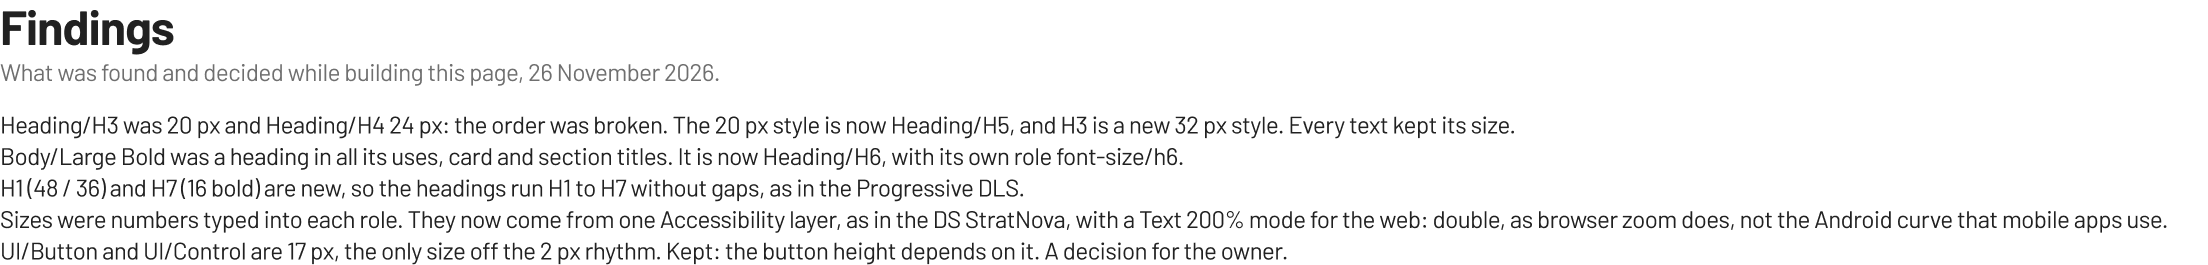 Findings
What was found and decided while building this page, 26 November 2026.
Heading/H3 was 20 px and Heading/H4 24 px: the order was broken. The 20 px style is now Heading/H5, and H3 is a new 32 px style. Every text kept its size.
Body/Large Bold was a heading in all its uses, card and section titles. It is now Heading/H6, with its own role font-size/h6.
H1 (48 / 36) and H7 (16 bold) are new, so the headings run H1 to H7 without gaps, as in the Progressive DLS.
Sizes were numbers typed into each role. They now come from one Accessibility layer, as in the DS StratNova, with a Text 200% mode for the web: double, as browser zoom does, not the Android curve that mobile apps use.
UI/Button and UI/Control are 17 px, the only size off the 2 px rhythm. Kept: the button height depends on it. A decision for the owner.